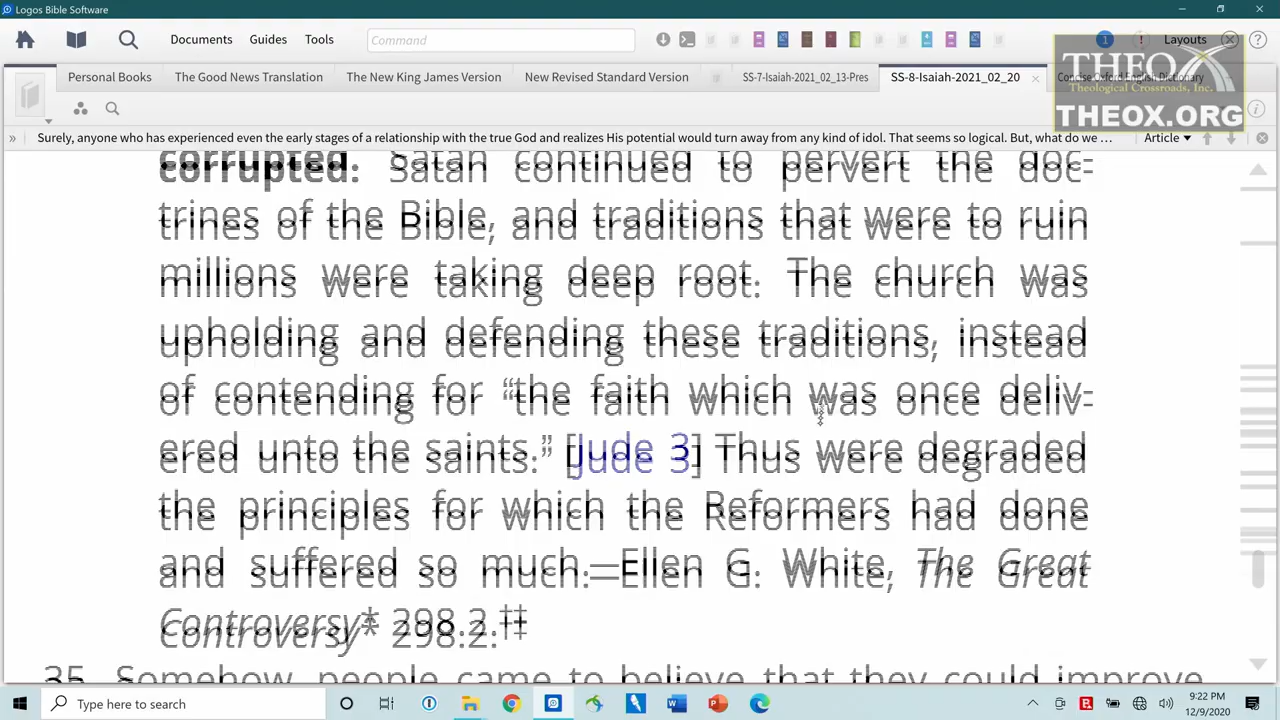 Logos Bible Software
Documents Guides Tools Command Layouts
Personal Books The Good News Translation The New King James Version New Revised Standard Version SS-7-Isaiah-2021_02_13-Pres SS-8-Isaiah-2021_02_20 Concise Oxford English Dictionary
THEOX
Theological Crossroads, Inc.
THEOX.ORG
Surely, anyone who has experienced even the early stages of a relationship with the true God and realizes His potential would turn away from any kind of idol. That seems so logical. But, what do we ... Article
corrupted. Satan continued to pervert the doc-
trines of the Bible, and traditions that were to ruin
millions were taking deep root. The church was
upholding and defending these traditions, instead
of contending for “the faith which was once deliv-
ered unto the saints.” [Jude 3] Thus were degraded
the principles for which the Reformers had done
and suffered so much.—Ellen G. White, The Great
Controversy* 298.2.†‡
35. Somehow, people came to believe that they could improve
Type here to search
9:22 PM
12/9/2020